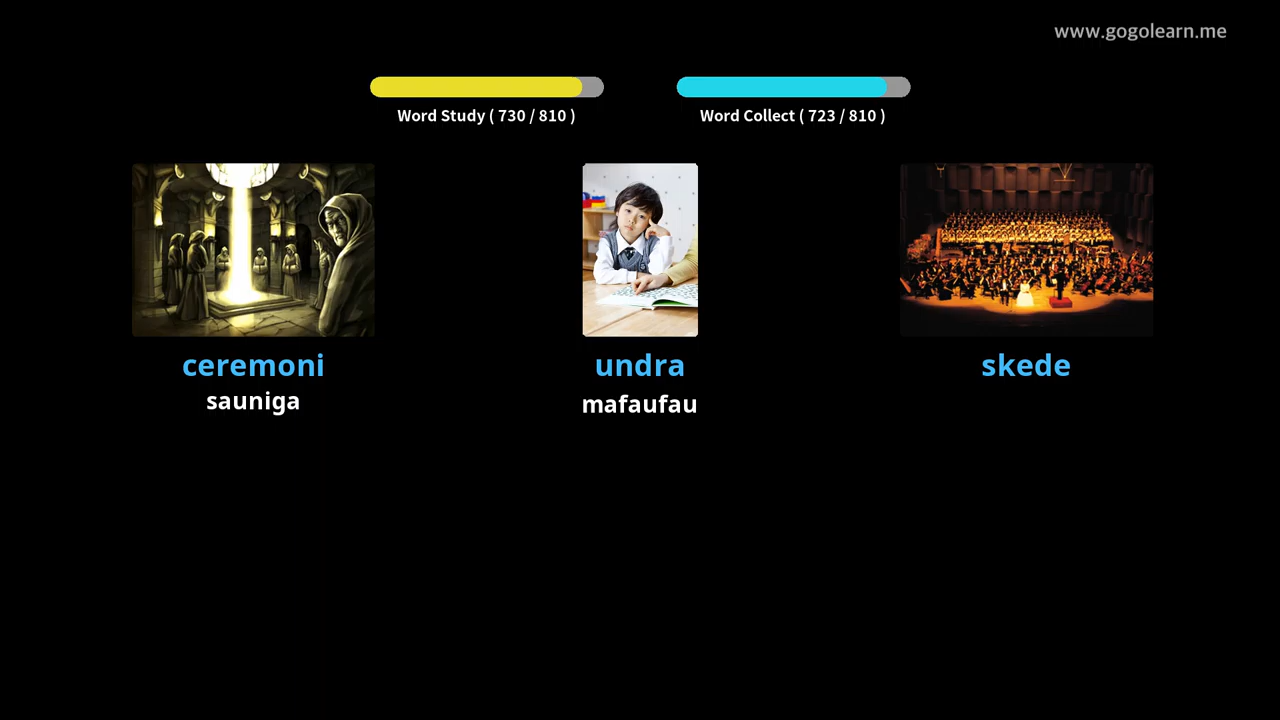 www.gogolearn.me
Word Study ( 730 / 810 )
Word Collect ( 723 / 810 )
ceremoni
sauniga
undra
mafaufau
skede